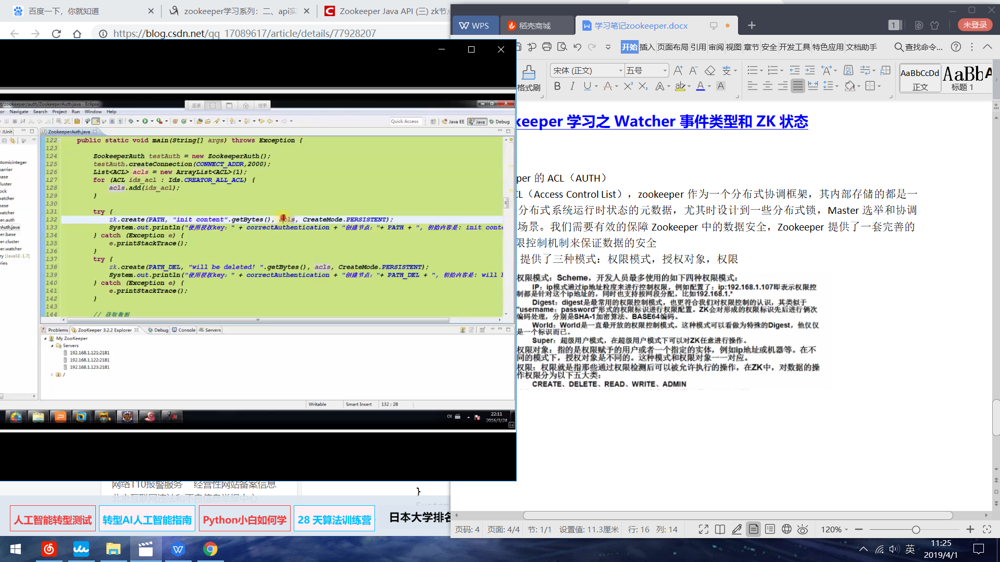 百度一下，你就知道
zookeeper学习系列：二、api实
Zookeeper Java API (三) zk节点
https://blog.csdn.net/qq_17089617/article/details/77928207
WPS
稻壳商城
学习笔记zookeeper.docx
1
未登录
开始 插入 页面布局 引用 审阅 视图 章节 安全 开发工具 特色应用 文档助手
查找命令...
格式刷
宋体 (正文)
五号
AaBbCcDd
正文
AaBb
标题 1
keeper 学习之 Watcher 事件类型和 ZK 状态
per 的 ACL（AUTH）
CL（Access Control List），zookeeper 作为一个分布式协调框架，其内部存储的都是一
分布式系统运行时状态的元数据，尤其时设计到一些分布式锁，Master 选举和协调
场景。我们需要有效的保障 Zookeeper 中的数据安全，Zookeeper 提供了一套完善的
限控制机制来保证数据的安全
提供了三种模式：权限模式，授权对象，权限
权限模式：Scheme，开发人员最多使用的如下四种权限模式：
IP：ip模式通过ip地址粒度来进行控制权限，例如配置了：ip:192.168.1.107即表示权限控
制都是针对这个ip地址的，同时也支持按网段分配，比如192.168.1.*
Digest：digest是最常用的权限控制模式，也更符合我们对权限控制的认识，其类似于
"username：password"形式的权限标识进行权限配置。ZK会对形成的权限标识先后进行俩次
编码处理，分别是SHA-1加密算法、BASE64编码。
World：World是一直最开放的权限控制模式。这种模式可以看做为特殊的Digest，他仅仅
是一个标识而已。
Super：超级用户模式，在超级用户模式下可以对ZK任意进行操作。
权限对象：指的是权限赋予的用户或者一个指定的实体，例如ip地址或机器等。在不
同的模式下，授权对象是不同的。这种模式和权限对象一一对应。
权限：权限就是指那些通过权限检测后可以被允许执行的操作，在ZK中，对数据的操
作权限分为以下五大类：
CREATE、DELETE、READ、WRITE、ADMIN
页码: 4 页面: 4/4 节: 1/1 设置值: 11.3厘米 行: 16 列: 14
120%
t/zookeeper/auth/ZookeeperAuth.java - Eclipse
高赛
结束
or Navigate Search Project Run Window Help
Quick Access
Java EE
Java
Debug
JUnit
ZookeeperAuth.java
122 public static void main(String[] args) throws Exception {
123
124 ZookeeperAuth testAuth = new ZookeeperAuth();
125 testAuth.createConnection(CONNECT_ADDR,2000);
126 List<ACL> acls = new ArrayList<ACL>(1);
127 for (ACL ids_acl : Ids.CREATOR_ALL_ACL) {
128 acls.add(ids_acl);
129 }
130
131 try {
132 zk.create(PATH, "init content".getBytes(), acls, CreateMode.PERSISTENT);
133 System.out.println("使用授权key: " + correctAuthentication + "创建节点: "+ PATH + ", 初始内容是: init conte
134 } catch (Exception e) {
135 e.printStackTrace();
136 }
137 try {
138 zk.create(PATH_DEL, "will be deleted! ".getBytes(), acls, CreateMode.PERSISTENT);
139 System.out.println("使用授权key: " + correctAuthentication + "创建节点: "+ PATH_DEL + ", 初始内容是: will b
140 } catch (Exception e) {
141 e.printStackTrace();
142 }
143
144 // 获取数据
atomicinteger
barrier
base
cluster
ock
watcher
er.auth
rAuth.java
er.base
er.cluster
er.watcher
ry [JavaSE-1.7]
ries
Problems
ZooKeeper 3.2.2 Explorer
Debug
Console
Servers
My ZooKeeper
Servers
192.168.1.121:2181
192.168.1.122:2181
192.168.1.123:2181
/
Writable
Smart Insert
132 : 28
CH
22:11
2016/3/24
网络110报警服务 经营性网站备案信息
北京互联网违法和不良信息举报中心
}
System
人工智能转型测试
转型AI人工智能指南
Python小白如何学
28 天算法训练营
日本大学排名
英
11:25
2019/4/1